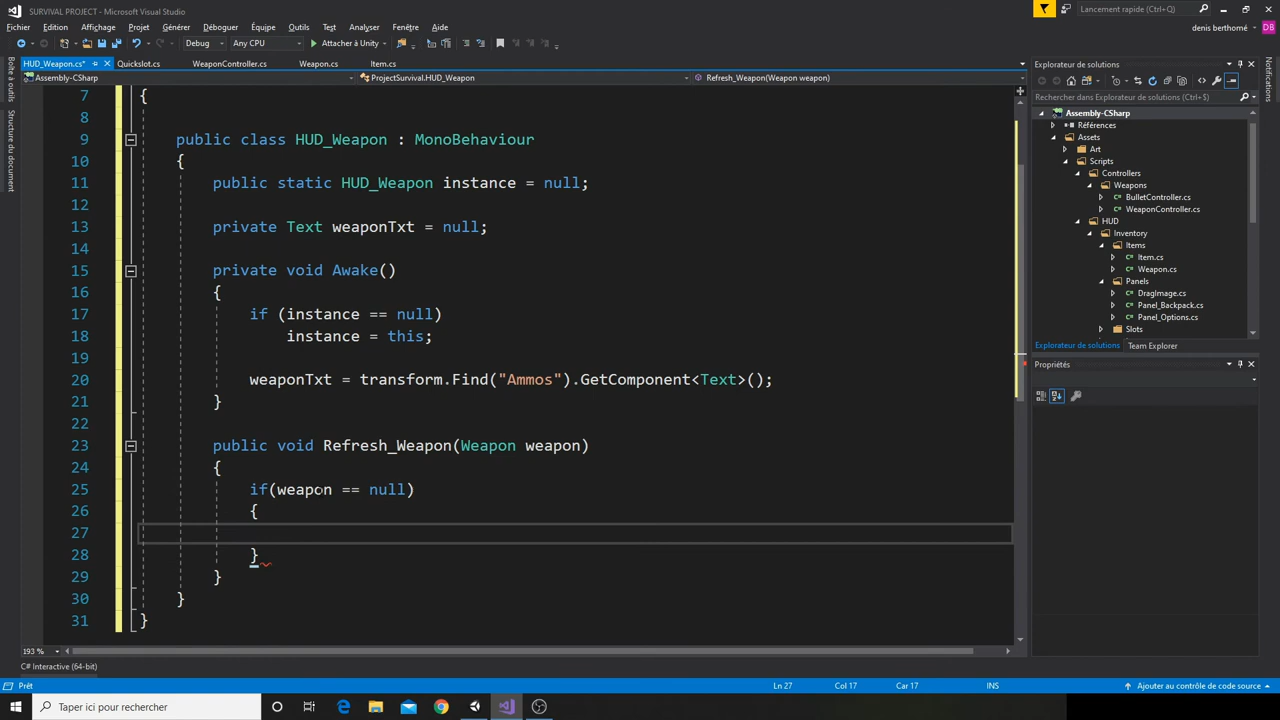 SURVIVAL PROJECT - Microsoft Visual Studio
Lancement rapide (Ctrl+Q)
Fichier Edition Affichage Projet Générer Déboguer Équipe Outils Test Analyser Fenêtre Aide
denis berthomé DB
Debug Any CPU Attacher à Unity
HUD_Weapon.cs* Quickslot.cs WeaponController.cs Weapon.cs Item.cs
Assembly-CSharp ProjectSurvival.HUD_Weapon Refresh_Weapon(Weapon weapon)
Boîte à outils
Structure du document
7 {
8
9 public class HUD_Weapon : MonoBehaviour
10 {
11 public static HUD_Weapon instance = null;
12
13 private Text weaponTxt = null;
14
15 private void Awake()
16 {
17 if (instance == null)
18 instance = this;
19
20 weaponTxt = transform.Find("Ammos").GetComponent<Text>();
21 }
22
23 public void Refresh_Weapon(Weapon weapon)
24 {
25 if(weapon == null)
26 {
27
28 }
29 }
30 }
31 }
193 %
C# Interactive (64-bit)
Explorateur de solutions
Rechercher dans Explorateur de solutions (Ctrl+$)
Assembly-CSharp
Références
Assets
Art
Scripts
Controllers
Weapons
BulletController.cs
WeaponController.cs
HUD
Inventory
Items
Item.cs
Weapon.cs
Panels
DragImage.cs
Panel_Backpack.cs
Panel_Options.cs
Slots
Explorateur de solutions Team Explorer
Propriétés
Notifications
Prêt Ln 27 Col 17 Car 17 INS Ajouter au contrôle de code source
Taper ici pour rechercher